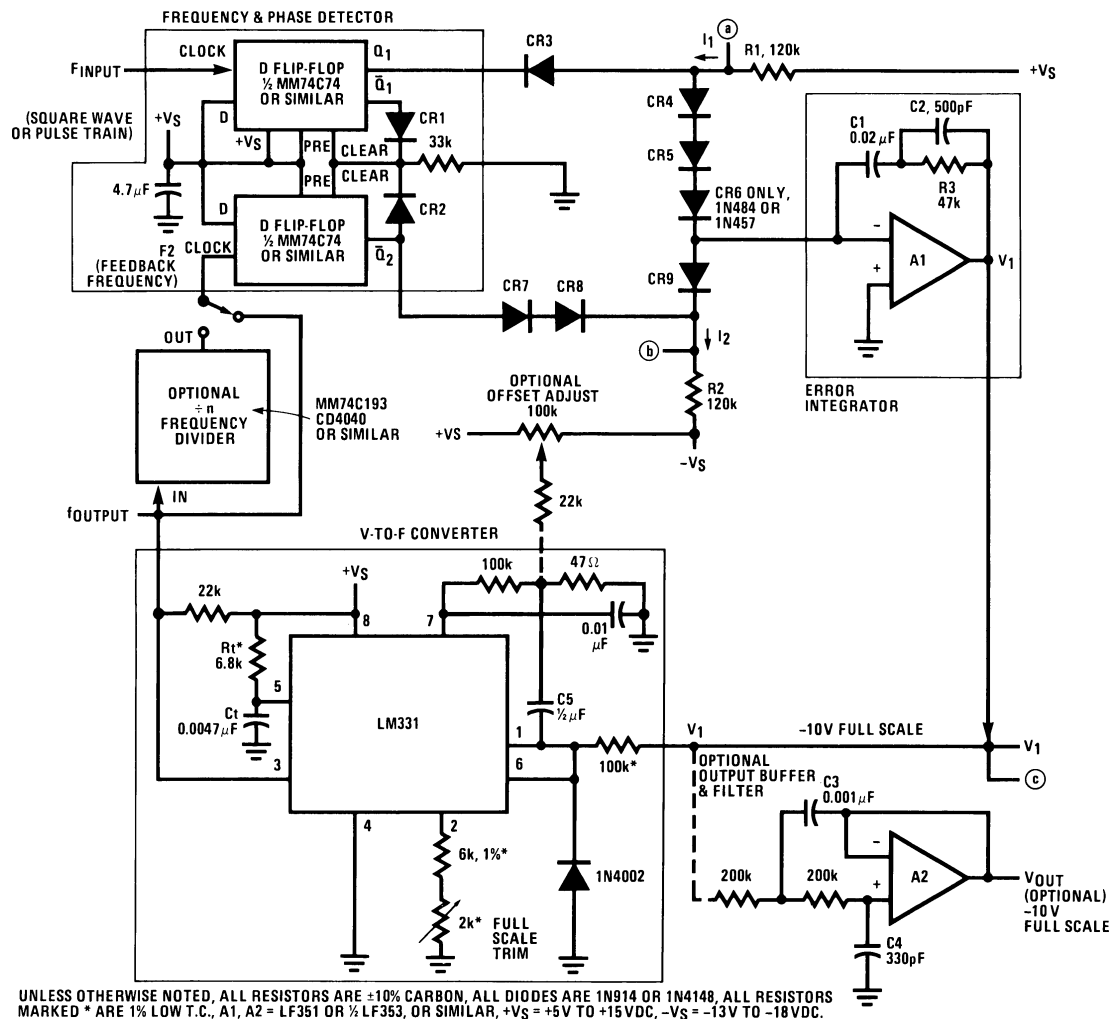 FREQUENCY & PHASE DETECTOR
CLOCK
FINPUT
D FLIP-FLOP
½ MM74C74
OR SIMILAR
Q1
Q̅1
D
+VS
PRE
CLEAR
(SQUARE WAVE
OR PULSE TRAIN)
+VS
4.7μF
CR1
33k
PRE
CLEAR
CR2
D
D FLIP-FLOP
½ MM74C74
OR SIMILAR
Q̅2
F2
CLOCK
(FEEDBACK
FREQUENCY)
CR3
I1
a
R1, 120k
+VS
CR4
CR5
CR6 ONLY,
1N484 OR
1N457
CR9
CR7
CR8
I2
b
R2
120k
−VS
C2, 500pF
C1
0.02 μF
R3
47k
−
+
A1
V1
ERROR
INTEGRATOR
OUT
OPTIONAL
÷ n
FREQUENCY
DIVIDER
MM74C193
CD4040
OR SIMILAR
IN
fOUTPUT
OPTIONAL
OFFSET ADJUST
100k
+VS
22k
V-TO-F CONVERTER
22k
+VS
8
7
100k
47Ω
0.01
μF
Rt*
6.8k
5
Ct
0.0047μF
LM331
C5
½μF
1
6
3
4
2
100k*
6k, 1%*
2k*
FULL
SCALE
TRIM
1N4002
V1
−10V FULL SCALE
V1
c
OPTIONAL
OUTPUT BUFFER
& FILTER
C3
0.001μF
200k
200k
−
+
A2
C4
330pF
VOUT
(OPTIONAL)
−10V
FULL SCALE
UNLESS OTHERWISE NOTED, ALL RESISTORS ARE ±10% CARBON, ALL DIODES ARE 1N914 OR 1N4148, ALL RESISTORS
MARKED * ARE 1% LOW T.C., A1, A2 = LF351 OR ½ LF353, OR SIMILAR, +VS = +5V TO +15VDC, −VS = −13V TO −18VDC.